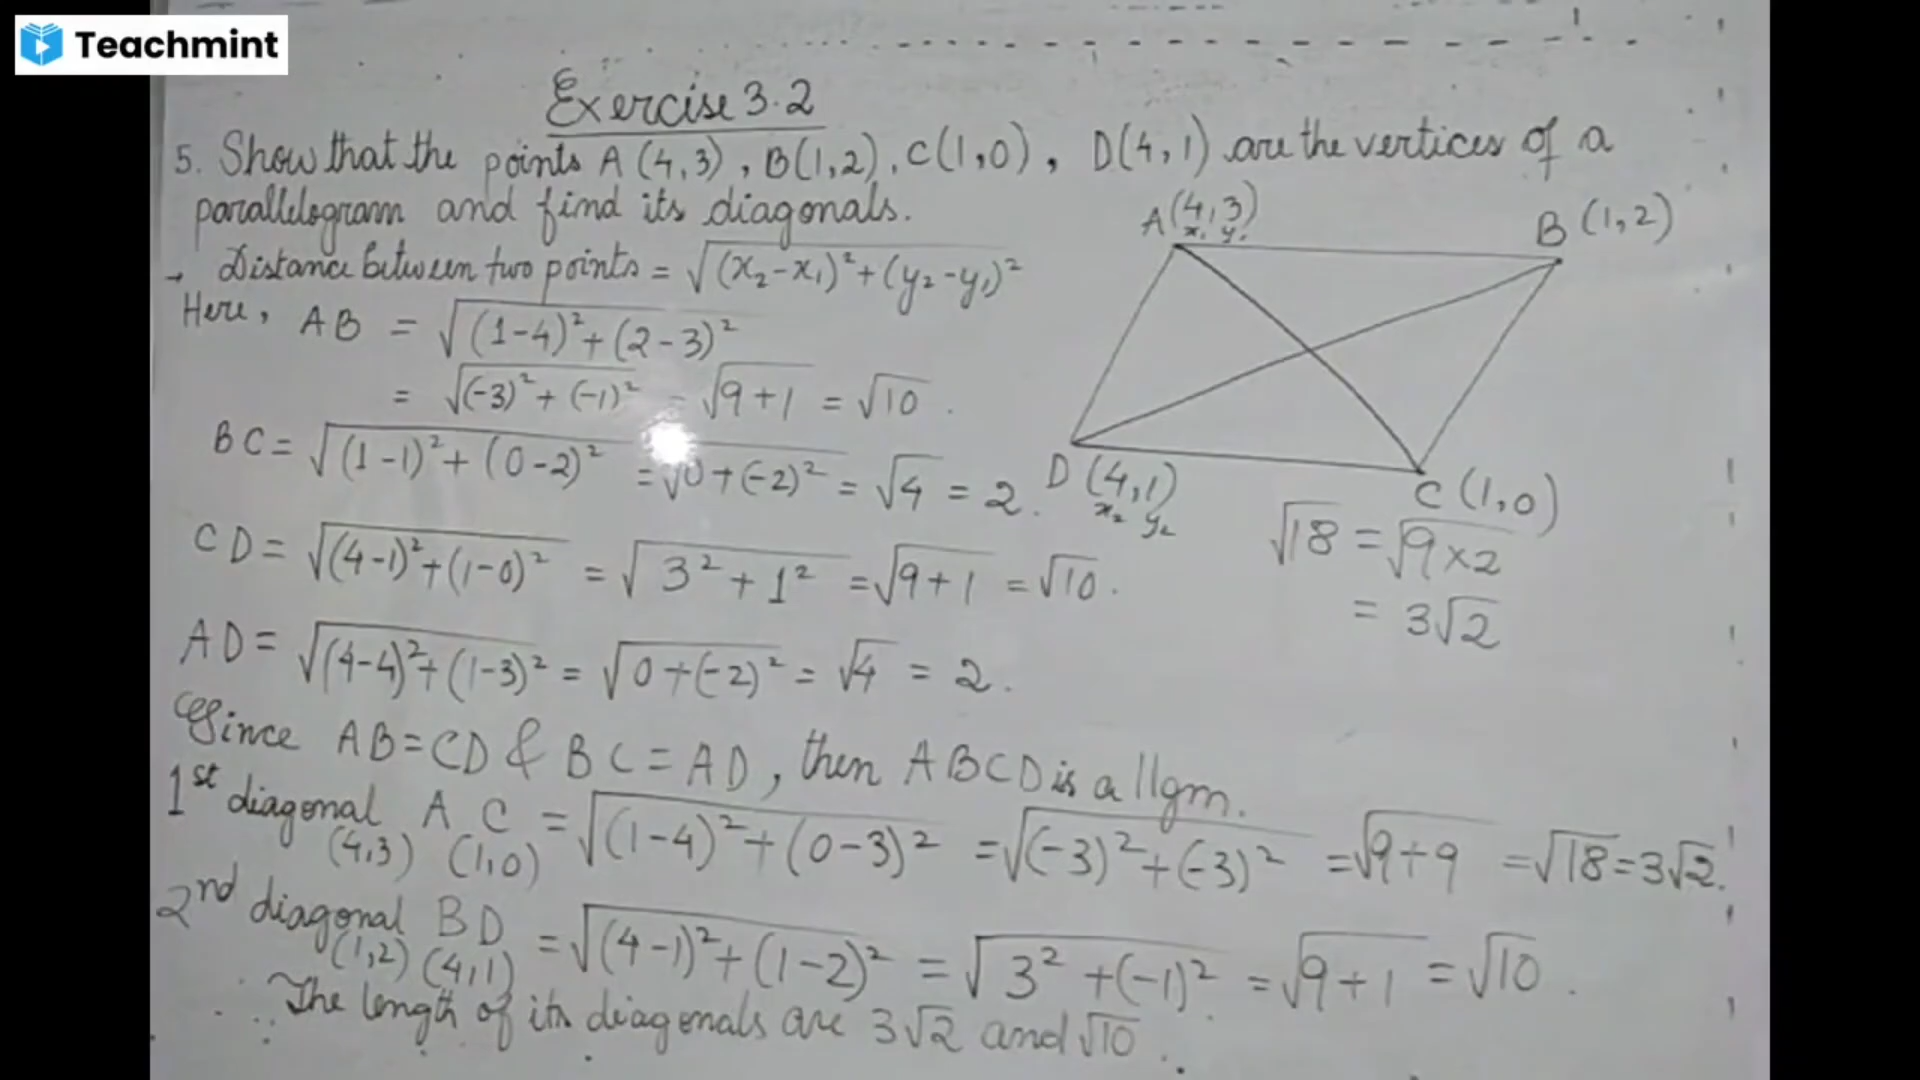 Teachmint
Exercise 3.2
5. Show that the points A (4,3), B(1,2), C(1,0), D(4,1) are the vertices of a
parallelogram and find its diagonals.
→ Distance between two points = √(x₂-x₁)²+(y₂-y₁)²
Here, AB = √(1-4)²+(2-3)²
= √(-3)²+(-1)² = √9+1 = √10.
BC = √(1-1)²+(0-2)² = √0+(-2)² = √4 = 2.
CD = √(4-1)²+(1-0)² = √3²+1² = √9+1 = √10.
AD = √(4-4)²+(1-3)² = √0+(-2)² = √4 = 2.
Since AB=CD & BC=AD, then ABCD is a llgm.
1st diagonal AC = √(1-4)²+(0-3)² = √(-3)²+(-3)² = √9+9 = √18 = 3√2.
(4,3) (1,0)
2nd diagonal BD = √(4-1)²+(1-2)² = √3²+(-1)² = √9+1 = √10.
(1,2) (4,1)
∴ The length of its diagonals are 3√2 and √10.
A(4,3)
x₁ y₁
B (1,2)
D (4,1)
x₂ y₂
C (1,0)
√18 = √9×2
= 3√2